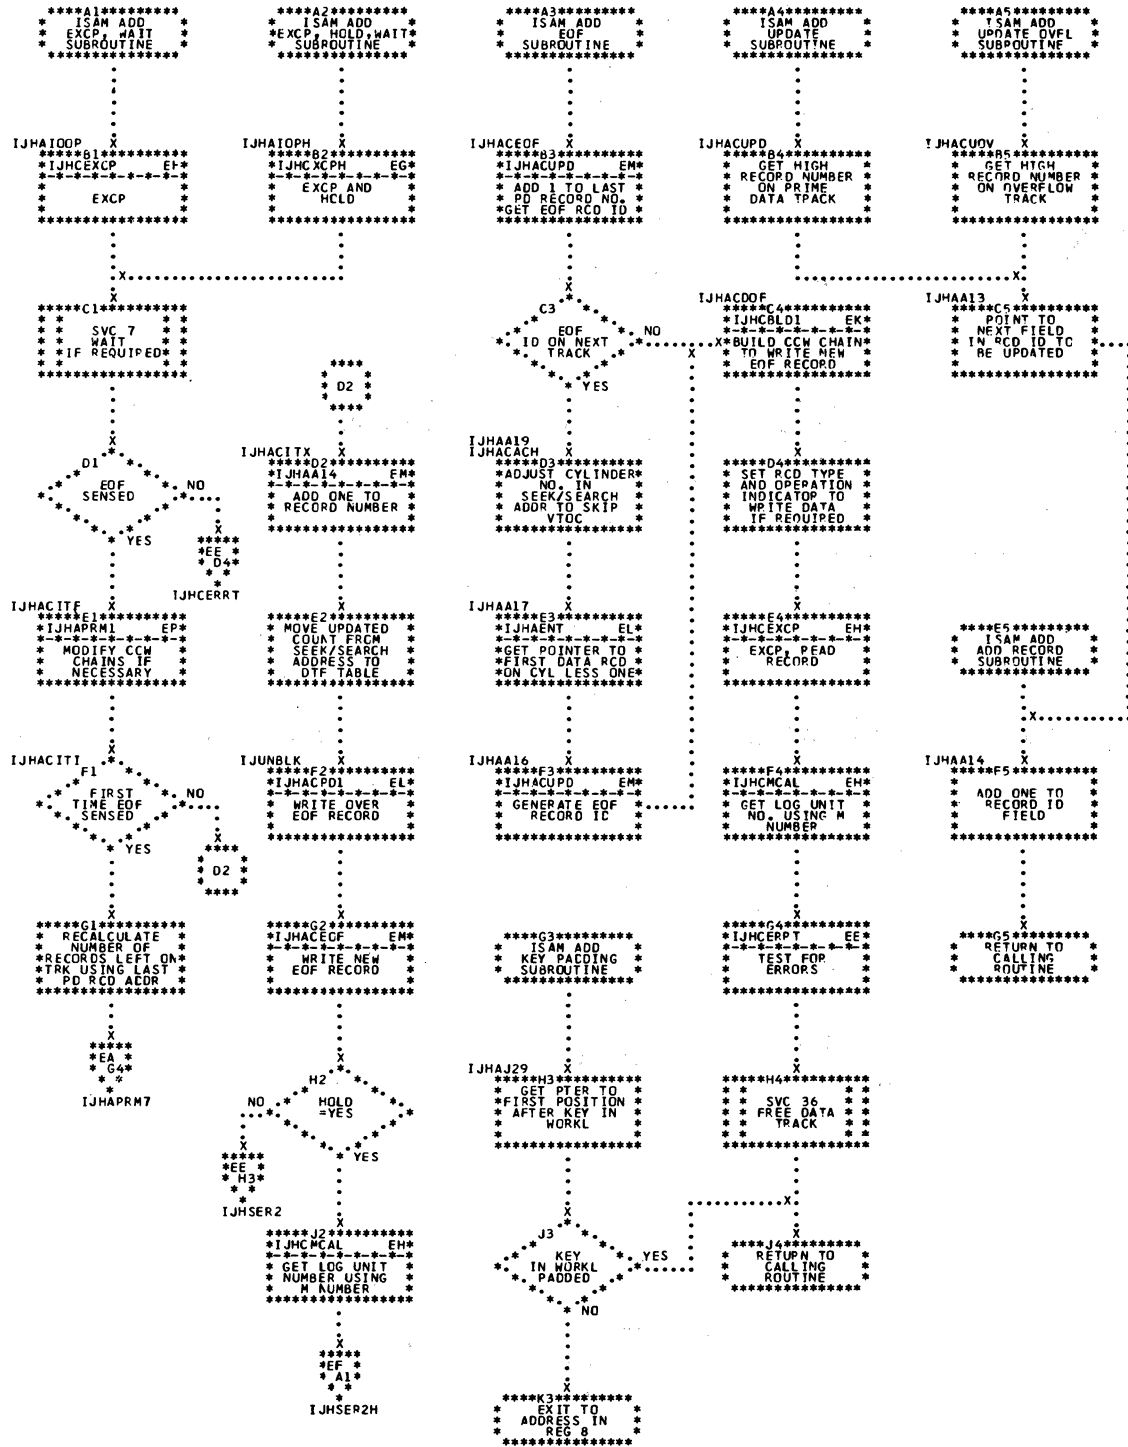 A1
ISAM ADD
EXCP, WAIT
SUBROUTINE
A2
ISAM ADD
EXCP, HOLD,WAIT
SUBROUTINE
A3
ISAM ADD
EOF
SUBROUTINE
A4
ISAM ADD
UPDATE
SUBROUTINE
A5
ISAM ADD
UPDATE OVFL
SUBROUTINE
IJHAIOOP
B1
IJHCEXCP EH
EXCP
IJHAIOPH
B2
IJHCXCPH EG
EXCP AND
HCLD
IJHACEOF
B3
IJHACUPD EM
ADD 1 TO LAST
PD RECORD NO.
GET EOF RCD ID
IJHACUPD
B4
GET HIGH
RECORD NUMBER
ON PRIME
DATA TPACK
IJHACUOV
B5
GET HIGH
RECORD NUMBER
ON OVERFLOW
TRACK
C1
SVC 7
WAIT
IF REQUIPED
C3
EOF
ID ON NEXT
TRACK
NO
YES
IJHACDOF
C4
IJHCBLD1 EK
BUILD CCW CHAIN
TO WRITE NEW
EOF RECORD
IJHAA13
C5
POINT TO
NEXT FIELD
IN RCD ID TO
BE UPDATED
D2
D1
EOF
SENSED
NO
YES
EE
D4
IJHCERRT
IJHACITX
D2
IJHAA14 EM
ADD ONE TO
RECORD NUMBER
IJHAA19
IJHACACH
D3
ADJUST CYLINDER
NO. IN
SEEK/SEARCH
ADDR TO SKIP
VTOC
D4
SET RCD TYPE
AND OPERATION
INDICATOP TO
WRITE DATA
IF REQUIRED
IJHACITF
E1
IJHAPRM1 EP
MODIFY CCW
CHAINS IF
NECESSARY
E2
MOVE UPDATED
COUNT FRCM
SEEK/SEARCH
ADDRESS TO
DTF TABLE
IJHAA17
E3
IJHAENT EL
GET POINTER TO
FIRST DATA RCD
ON CYL LESS ONE
E4
IJHCEXCP EH
EXCP, READ
RECORD
E5
ISAM ADD
ADD RECORD
SUBROUTINE
IJHACITI
F1
FIRST
TIME EOF
SENSED
NO
YES
D2
IJUNBLK
F2
IJHACPD1 EL
WRITE OVER
EOF RECORD
IJHAA16
F3
IJHACUPD EM
GENERATE EOF
RECORD ID
F4
IJHCMCAL EH
GET LOG UNIT
NO. USING M
NUMBER
IJHAA14
F5
ADD ONE TO
RECORD ID
FIELD
G1
RECALCULATE
NUMBER OF
RECORDS LEFT ON
TRK USING LAST
PD RCD ADDR
EA
G4
IJHAPRM7
G2
IJHACEOF EM
WRITE NEW
EOF RECORD
G3
ISAM ADD
KEY PADDING
SUBROUTINE
G4
IJHCERPT EE
TEST FOR
ERRORS
G5
RETURN TO
CALLING
ROUTINE
H2
HOLD
=YES
NO
YES
EE
H3
IJHSER2
IJHAJ29
H3
GET PTER TO
FIRST POSITION
AFTER KEY IN
WORKL
H4
SVC 36
FREE DATA
TRACK
J2
IJHCMCAL EH
GET LOG UNIT
NUMBER USING
M NUMBER
J3
KEY
IN WORKL
PADDED
YES
NO
J4
RETURN TO
CALLING
ROUTINE
EF
A1
IJHSER2H
K3
EXIT TO
ADDRESS IN
REG 8